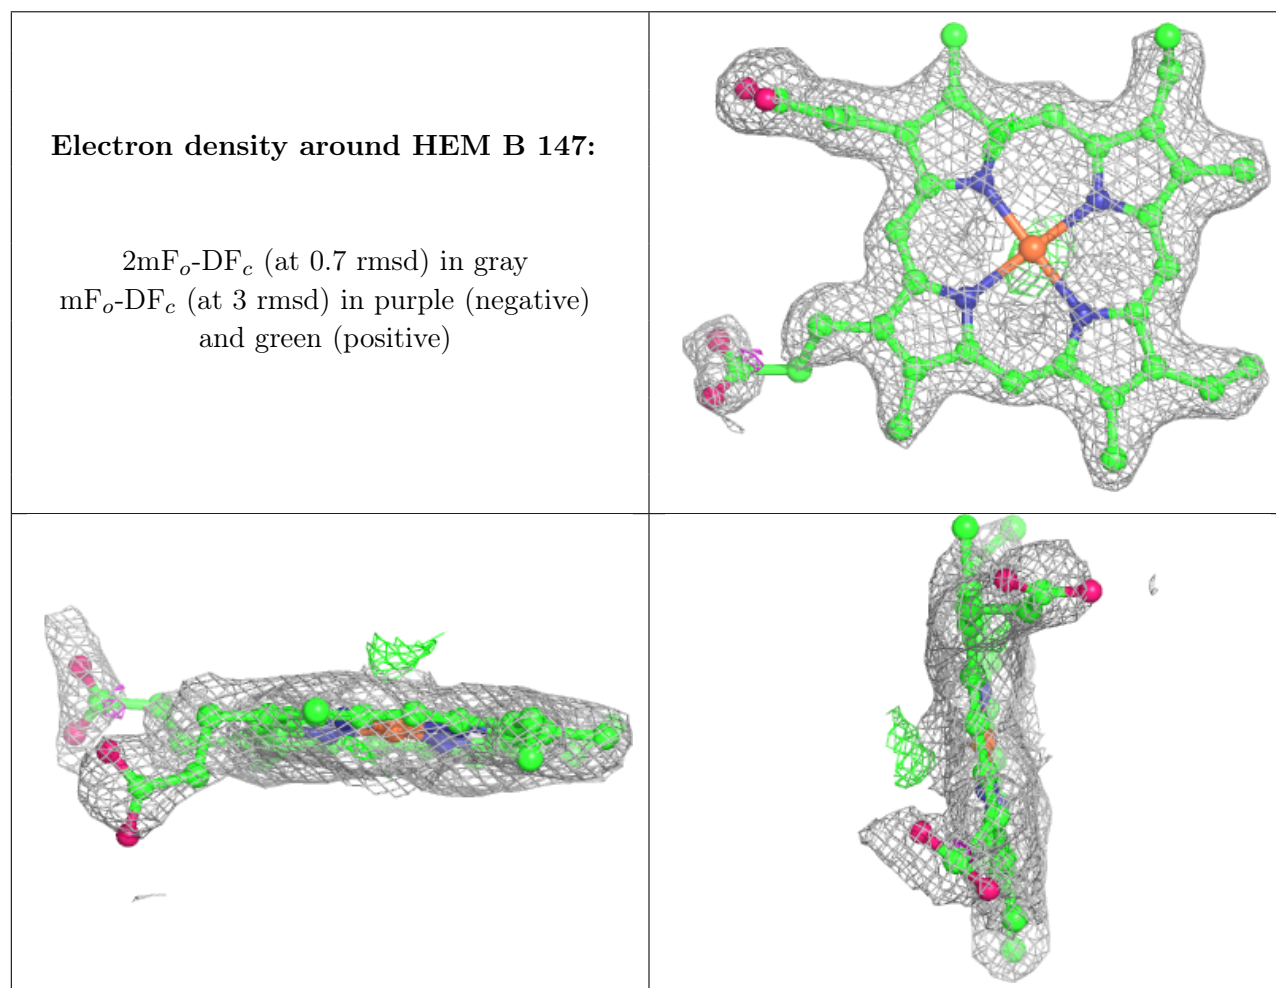 Electron density around HEM B 147:
2mFo-DFc (at 0.7 rmsd) in gray
mFo-DFc (at 3 rmsd) in purple (negative)
and green (positive)